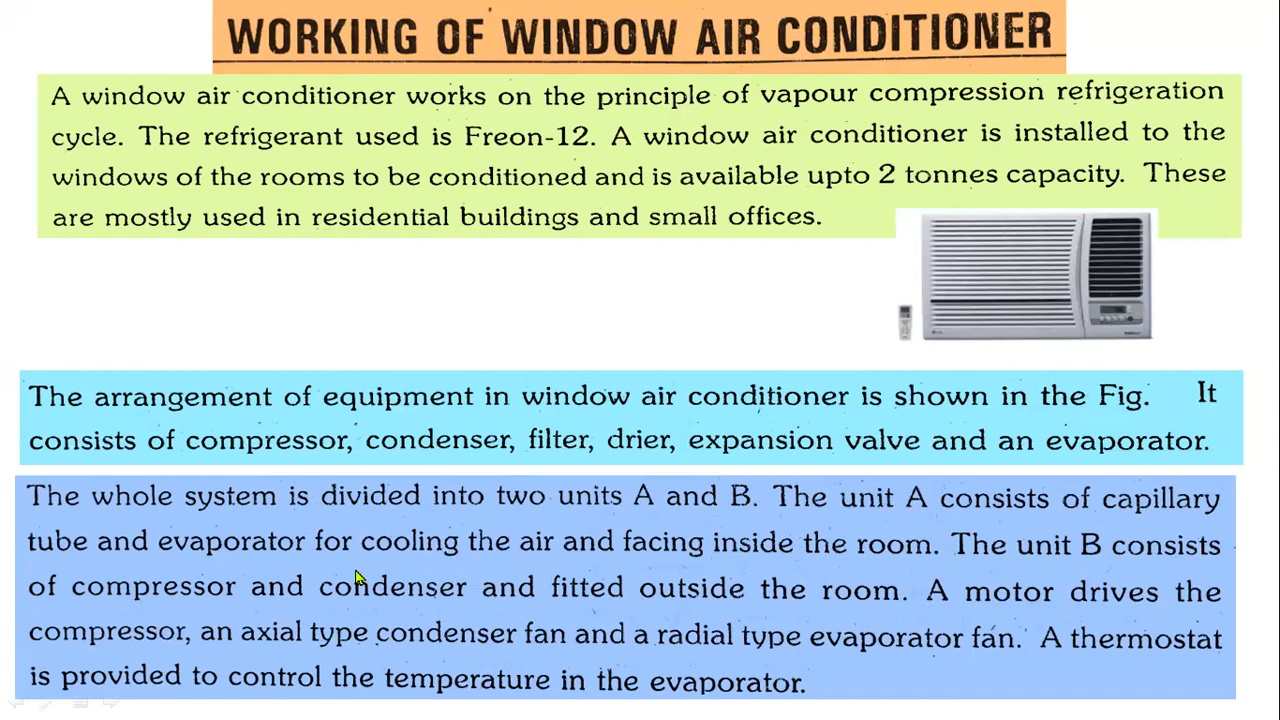 WORKING OF WINDOW AIR CONDITIONER
A window air conditioner works on the principle of vapour compression refrigeration
cycle. The refrigerant used is Freon-12. A window air conditioner is installed to the
windows of the rooms to be conditioned and is available upto 2 tonnes capacity. These
are mostly used in residential buildings and small offices.
The arrangement of equipment in window air conditioner is shown in the Fig. It
consists of compressor, condenser, filter, drier, expansion valve and an evaporator.
The whole system is divided into two units A and B. The unit A consists of capillary
tube and evaporator for cooling the air and facing inside the room. The unit B consists
of compressor and condenser and fitted outside the room. A motor drives the
compressor, an axial type condenser fan and a radial type evaporator fan. A thermostat
is provided to control the temperature in the evaporator.